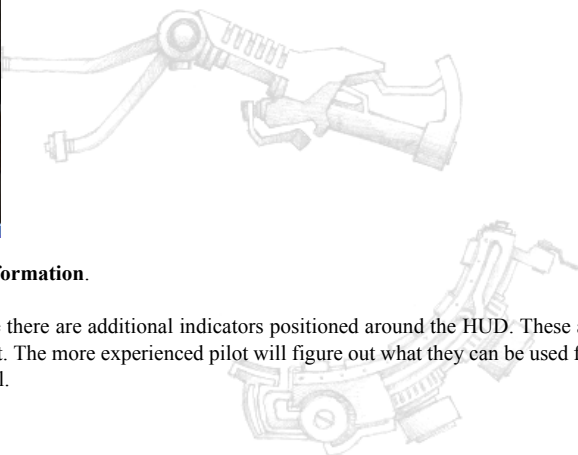 formation.
there are additional indicators positioned around the HUD. These
t. The more experienced pilot will figure out what they can be used
l.